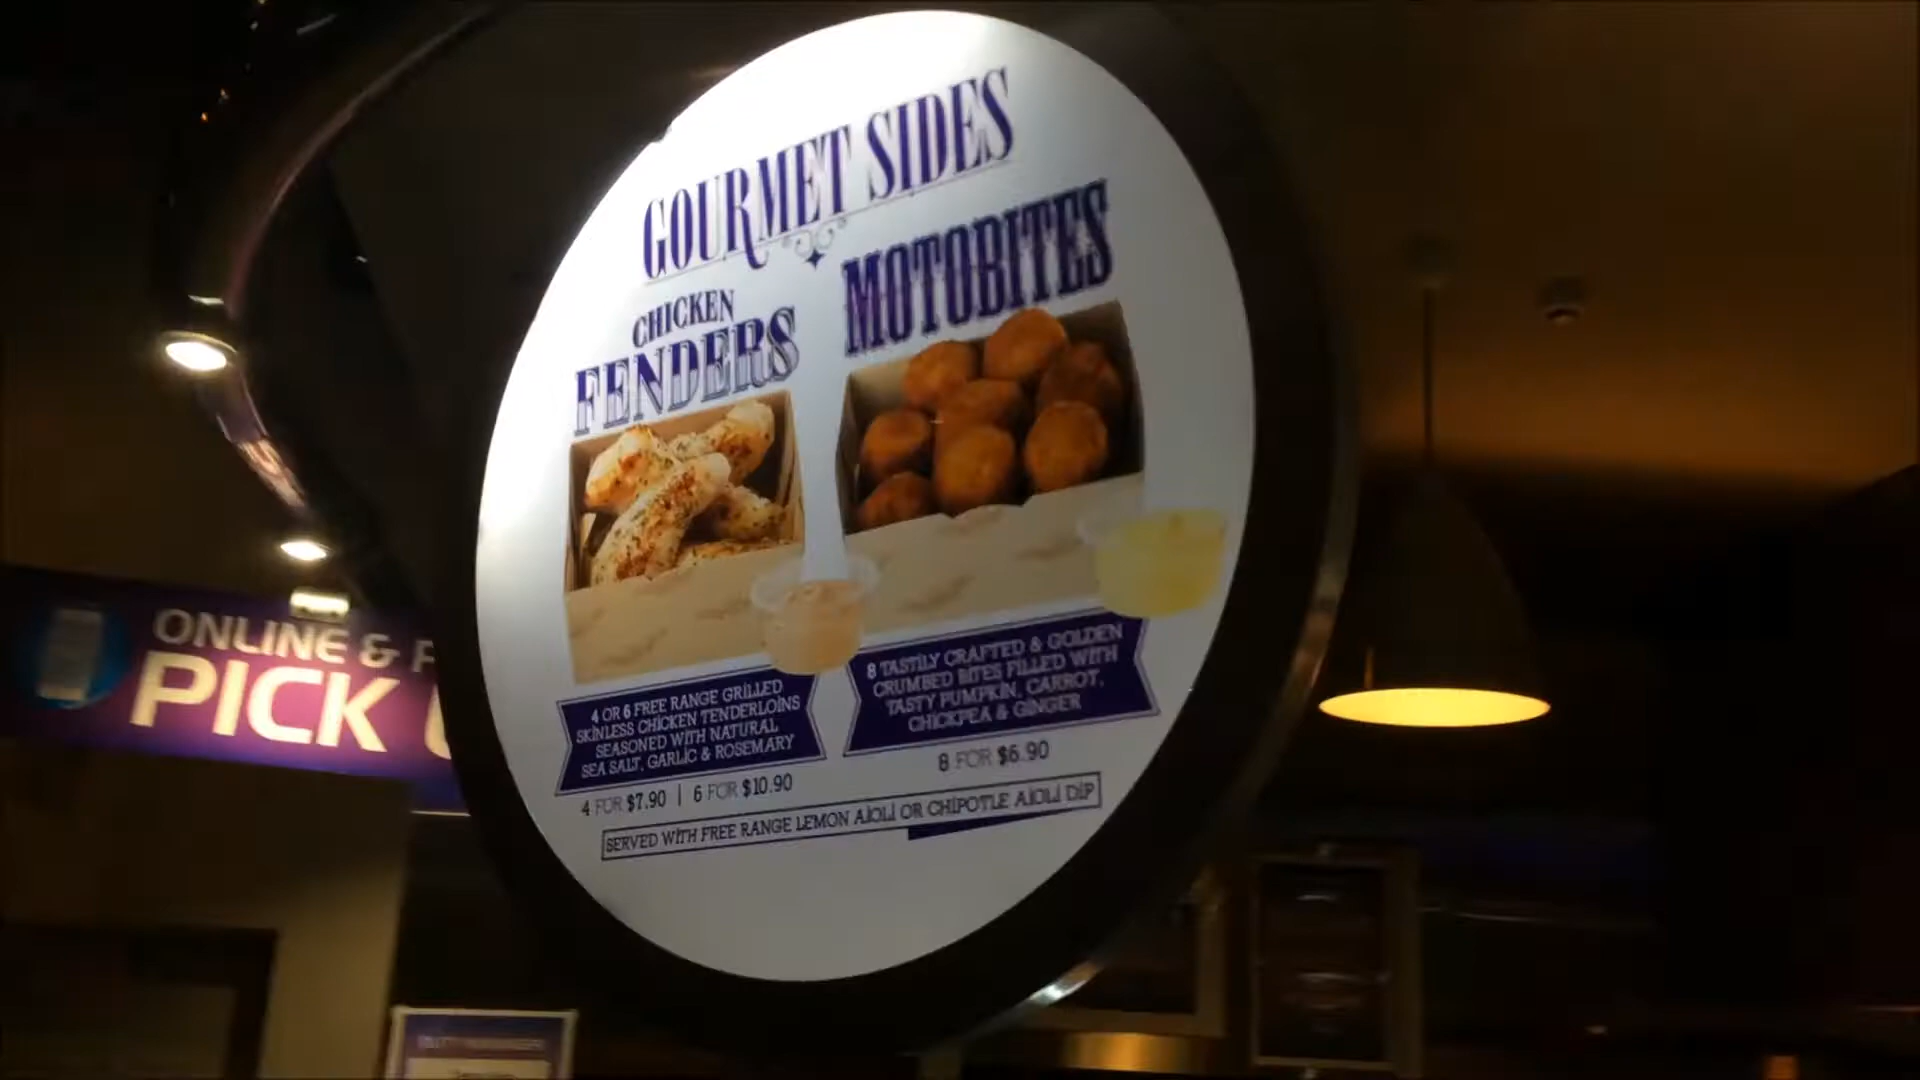 GOURMET SIDES
CHICKEN
FENDERS
MOTOBITES
4 OR 6 FREE RANGE GRILLED
SKINLESS CHICKEN TENDERLOINS
SEASONED WITH NATURAL
SEA SALT, GARLIC & ROSEMARY
4 FOR $7.90 | 6 FOR $10.90
8 TASTILY CRAFTED & GOLDEN
CRUMBED BITES FILLED WITH
TASTY PUMPKIN, CARROT,
CHICKPEA & GINGER
8 FOR $6.90
SERVED WITH FREE RANGE LEMON AIOLI OR CHIPOTLE AIOLI DIP
ONLINE &
PICK